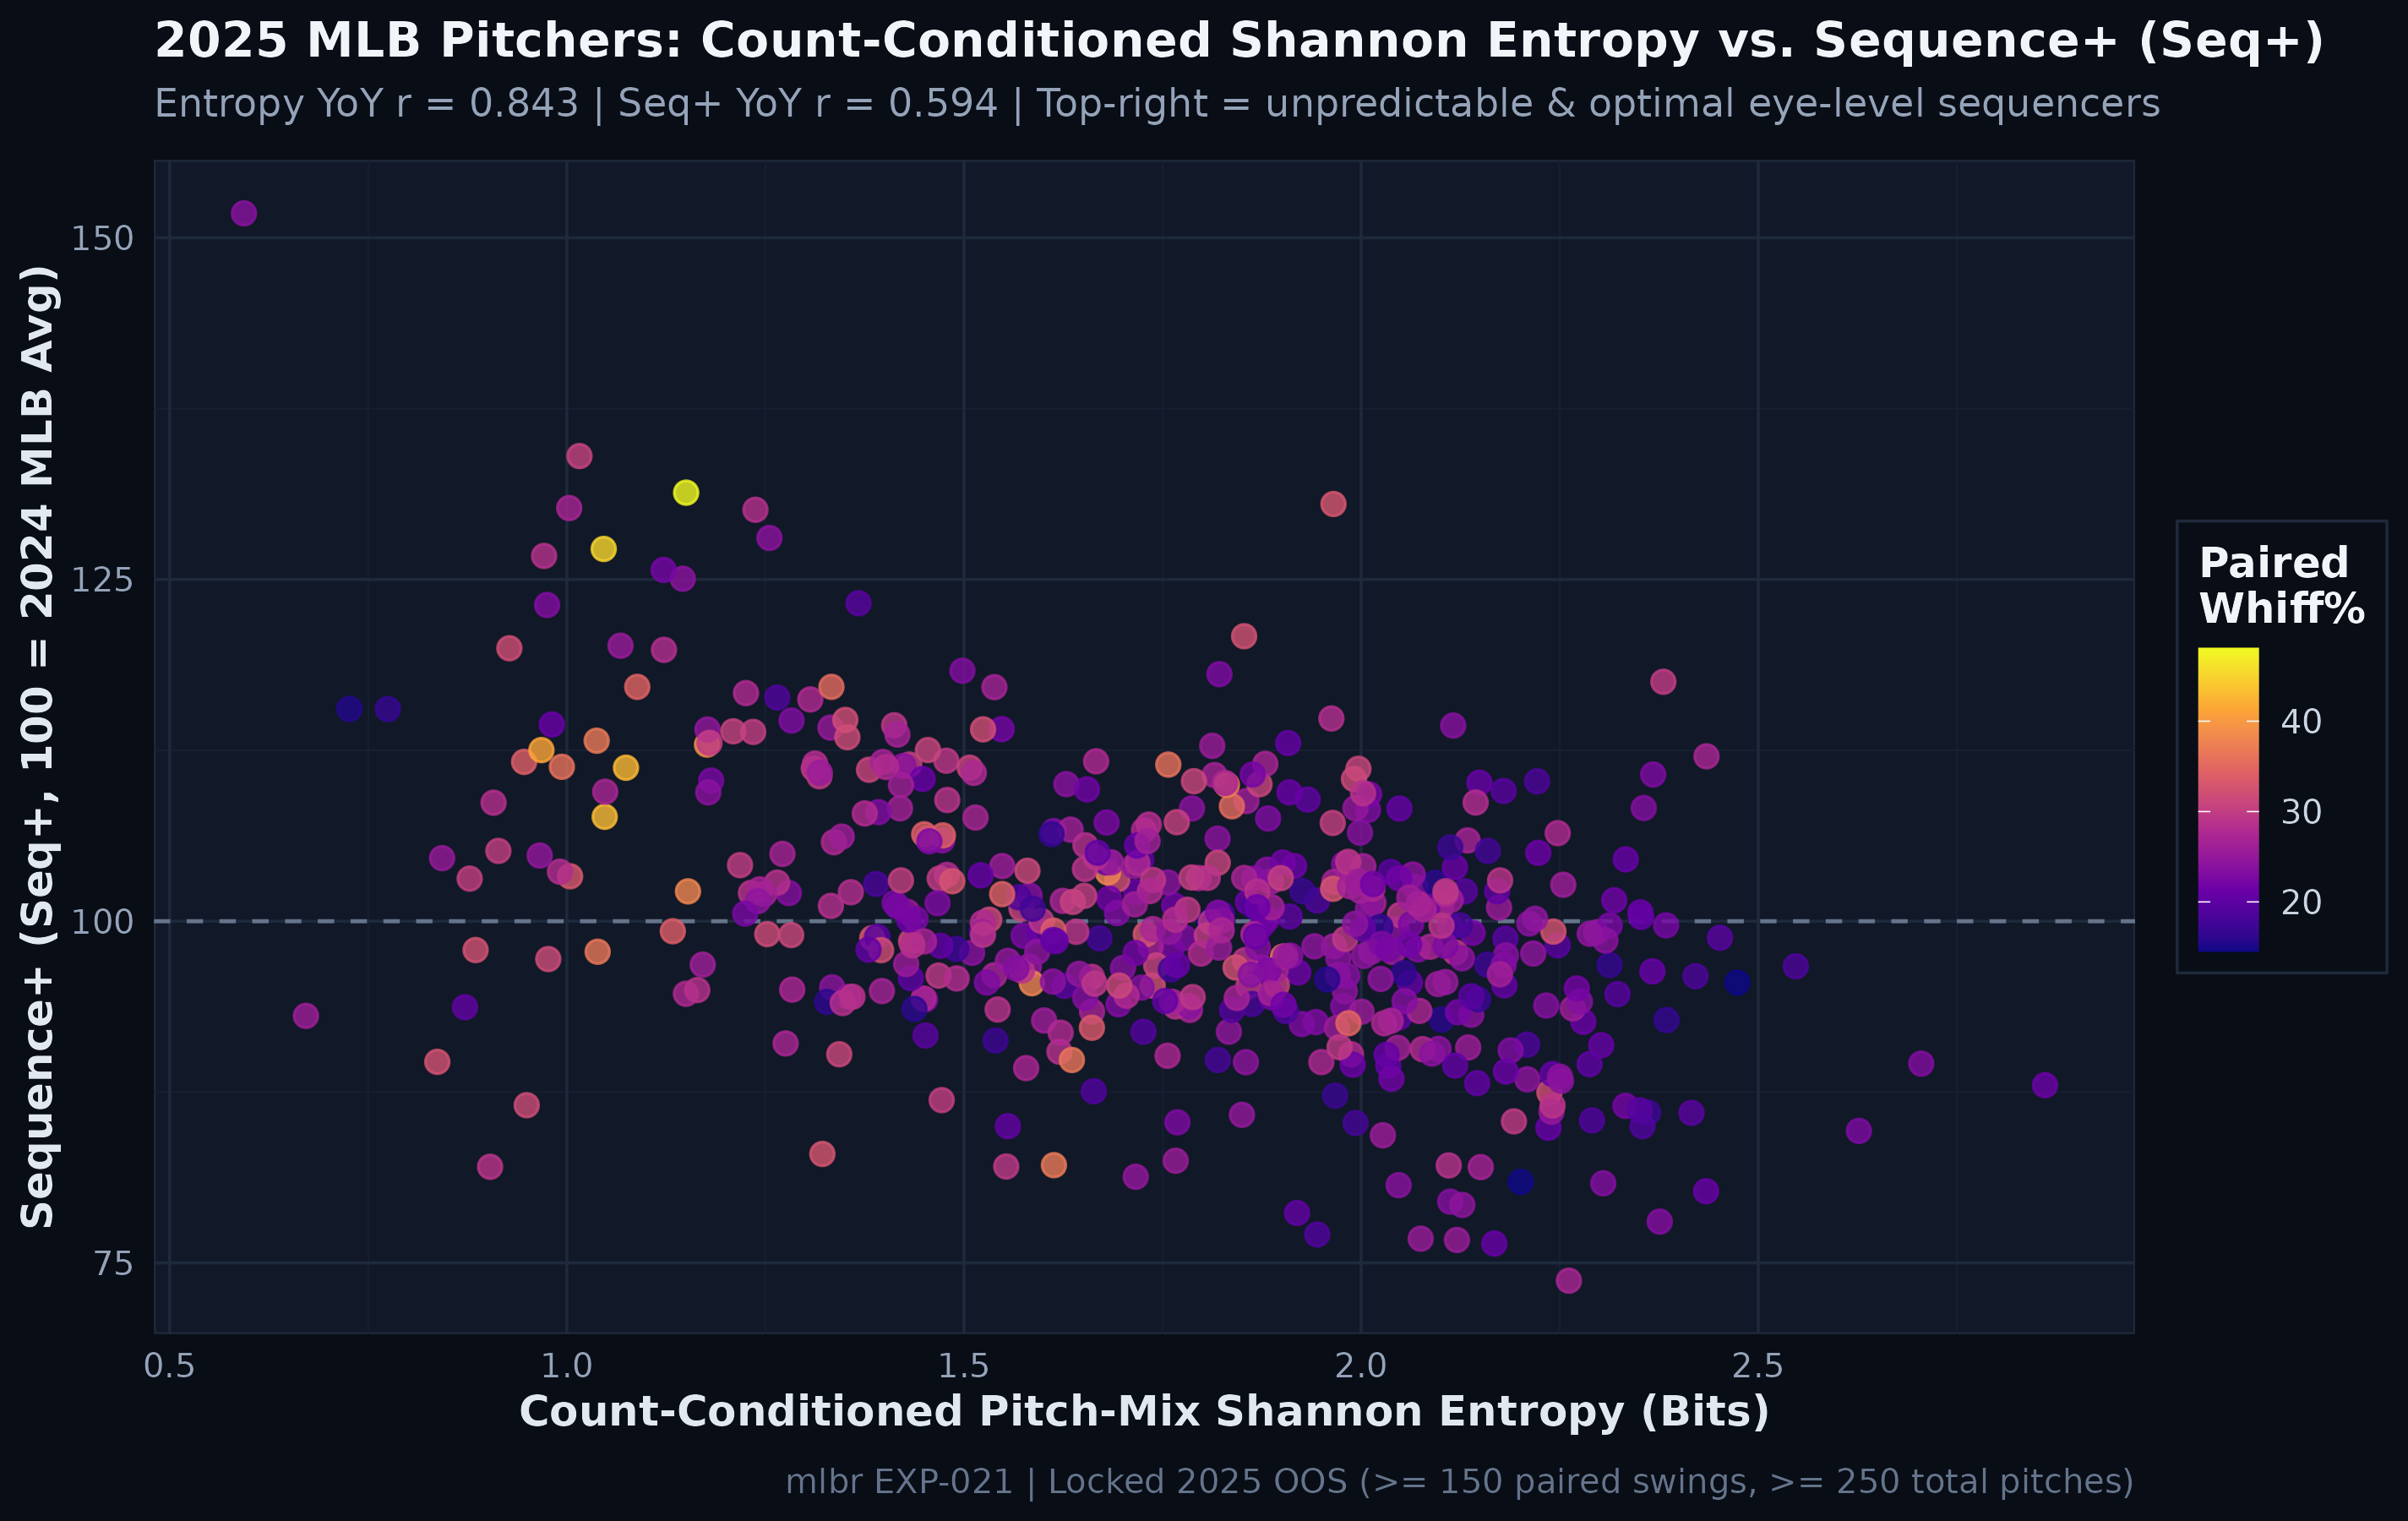 2025 MLB Pitchers: Count-Conditioned Shannon Entropy vs. Sequence+ (Seq+)
Entropy YoY r = 0.843 | Seq+ YoY r = 0.594 | Top-right = unpredictable & optimal eye-level sequencers
Sequence+ (Seq+, 100 = 2024 MLB Avg)
150
125
100
75
0.5
1.0
1.5
2.0
2.5
Count-Conditioned Pitch-Mix Shannon Entropy (Bits)
Paired
Whiff%
40
30
20
mlbr EXP-021 | Locked 2025 OOS (>= 150 paired swings, >= 250 total pitches)